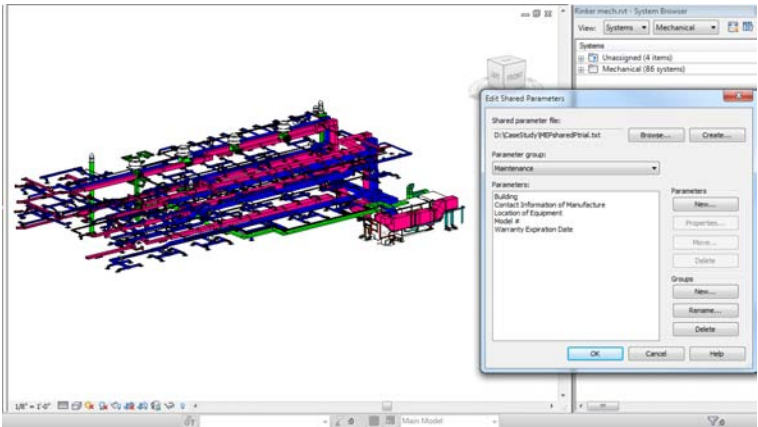 Rinker mech.rvt - System Browser
View: Systems Mechanical
Systems
Unassigned (4 items)
Mechanical (86 systems)
FRONT
Edit Shared Parameters
Shared parameter file:
D:\CaseStudy\MEPsharedPtrial.txt Browse... Create...
Parameter group:
Maintenance
Parameters:
Building
Contact Information of Manufacture
Location of Equipment
Model #
Warranty Expiration Date
Parameters
New...
Properties...
Move...
Delete
Groups
New...
Rename...
Delete
OK Cancel Help
1/8" = 1'-0"
:0 Main Model :0